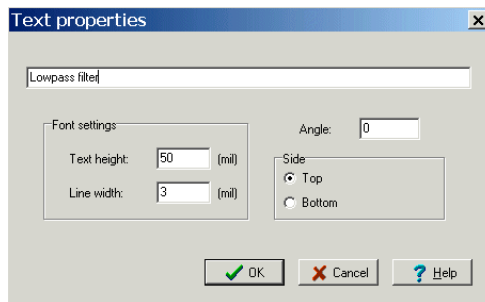 Text properties
Lowpass filter
Font settings
Text height: 50 (mil)
Line width: 3 (mil)
Angle: 0
Side
Top
Bottom
OK Cancel Help